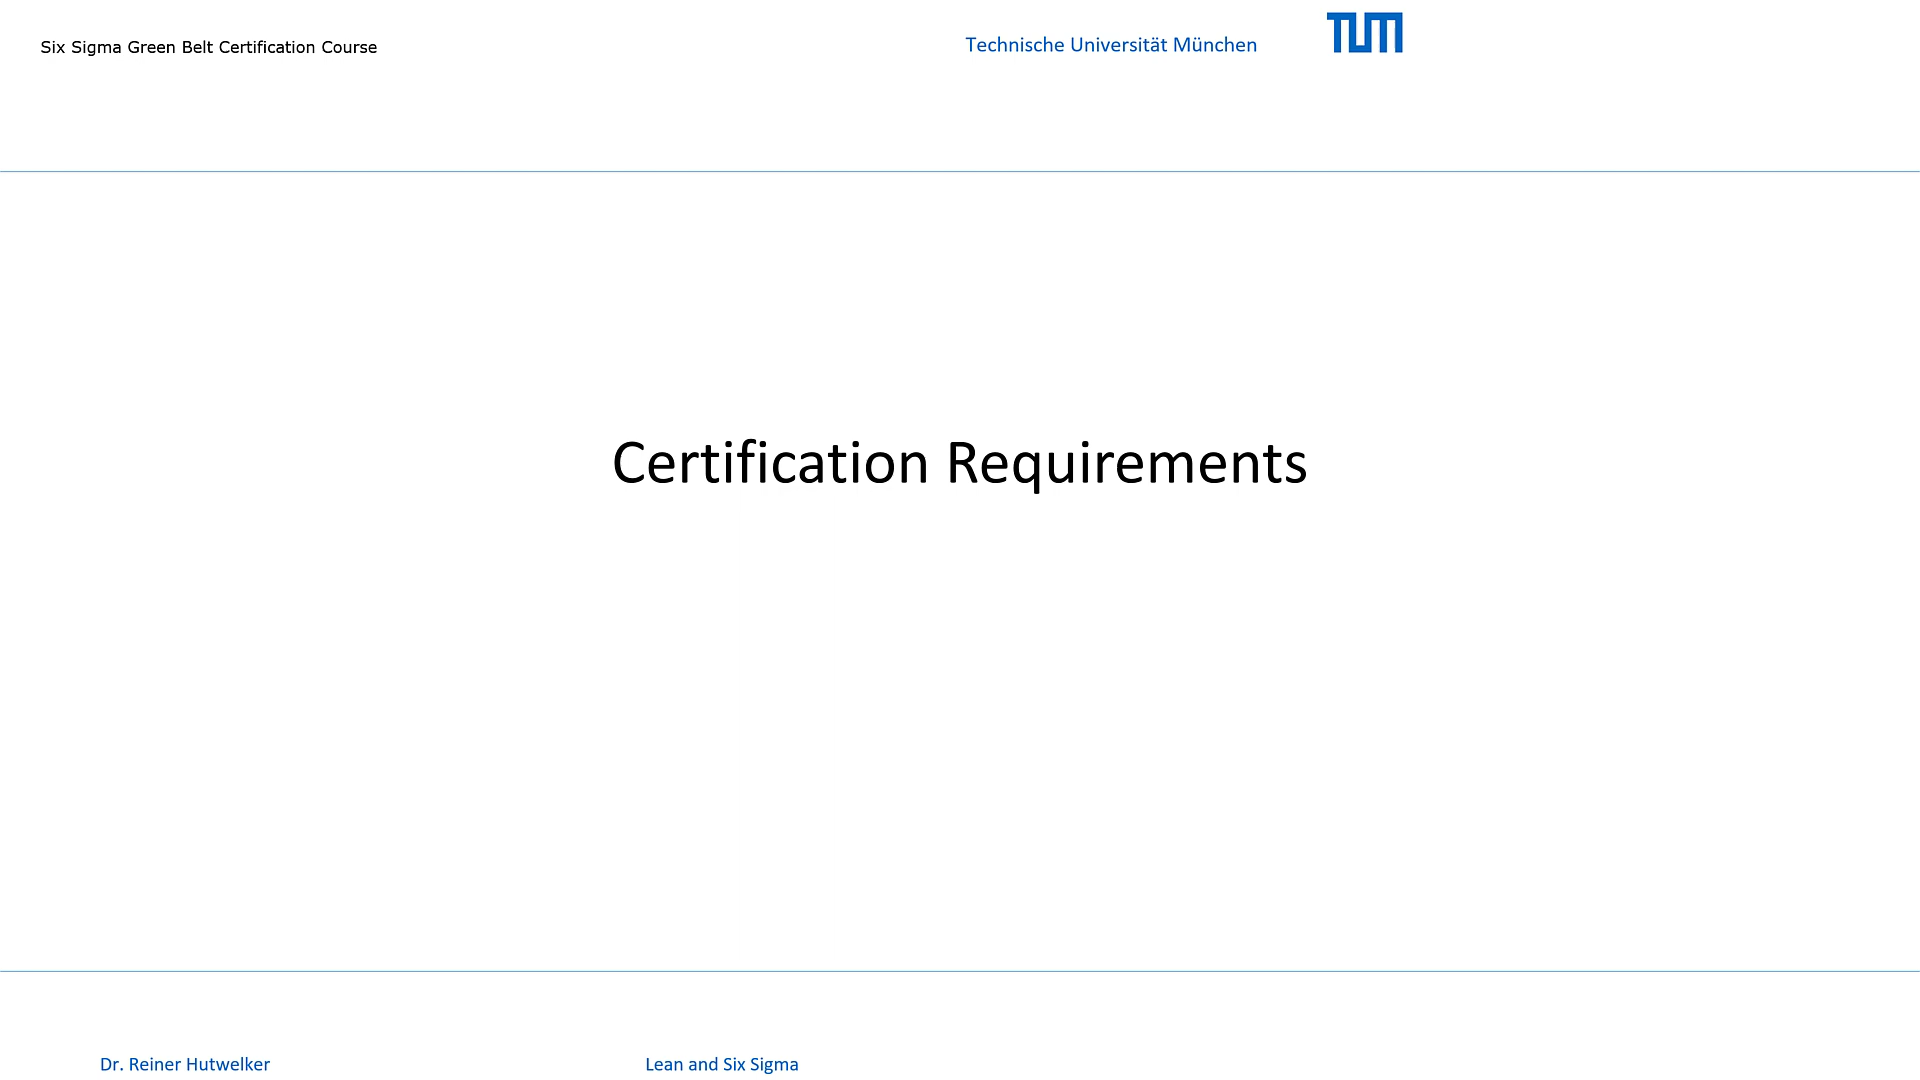 Six Sigma Green Belt Certification Course
Technische Universität München
TUM
Certification Requirements
Dr. Reiner Hutwelker
Lean and Six Sigma